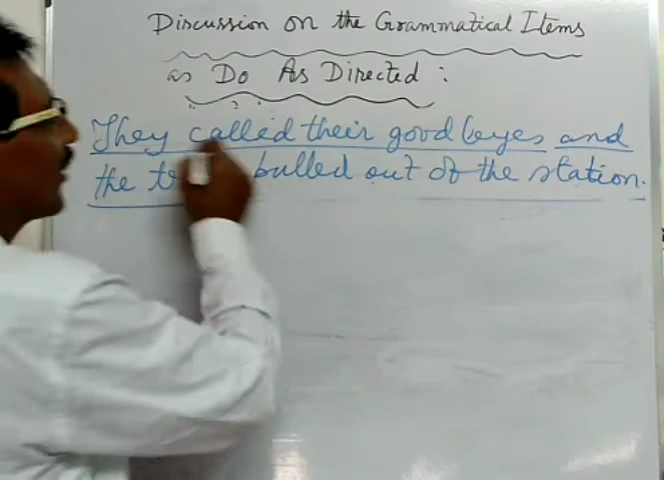 Discussion on the Grammatical Items
as Do As Directed :
They called their good byes and
the bulled out of the station.